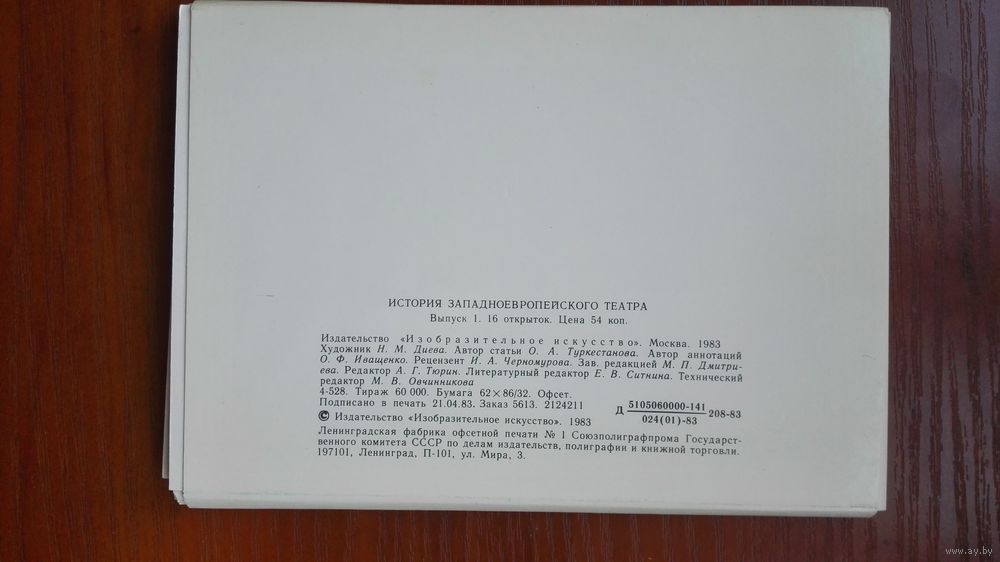 ИСТОРИЯ ЗАПАДНОЕВРОПЕЙСКОГО ТЕАТРА
Выпуск 1. 16 открыток. Цена 54 коп.
Издательство «Изобразительное искусство». Москва. 1983
Художник Н. М. Диева. Автор статьи О. А. Туркестанова. Автор аннотаций
О. Ф. Иващенко. Рецензент И. А. Черномурова. Зав. редакцией М. П. Дмитри-
ева. Редактор А. Г. Тюрин. Литературный редактор Е. В. Ситнина. Технический
редактор М. В. Овчинникова
4-528. Тираж 60 000. Бумага 62×86/32. Офсет.
Подписано в печать 21.04.83. Заказ 5613. 2124211
Д 5105060000-141 208-83
024(01)-83
© Издательство «Изобразительное искусство». 1983
Ленинградская фабрика офсетной печати № 1 Союзполиграфпрома Государст-
венного комитета СССР по делам издательств, полиграфии и книжной торговли.
197101, Ленинград, П-101, ул. Мира, 3.
www.ay.by